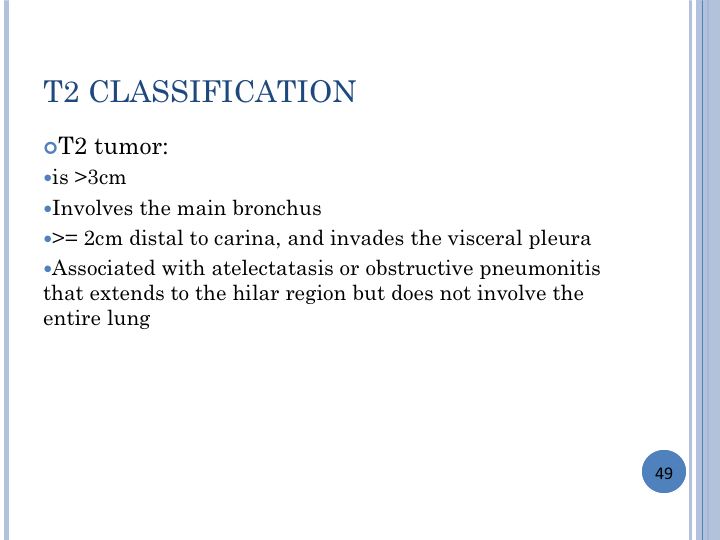 T2 CLASSIFICATION
T2 tumor:
•is >3cm
•Involves the main bronchus
•>= 2cm distal to carina, and invades the visceral pleura
•Associated with atelectatasis or obstructive pneumonitis
that extends to the hilar region but does not involve the
entire lung
49